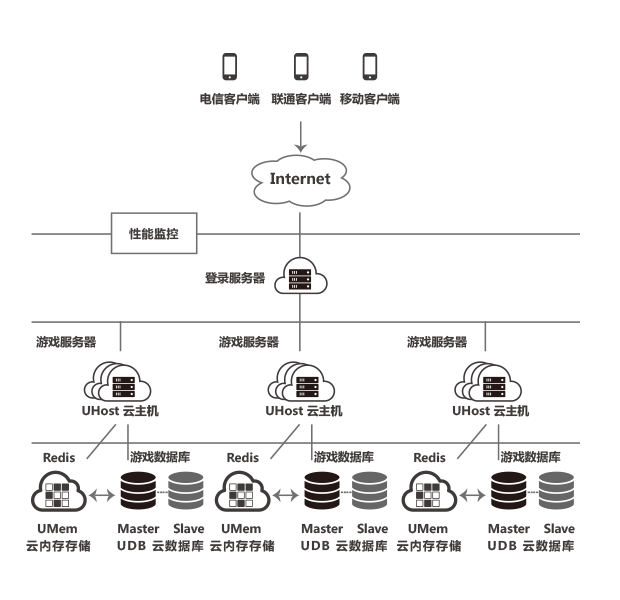 电信客户端 联通客户端 移动客户端
Internet
性能监控
登录服务器
游戏服务器 游戏服务器 游戏服务器
UHost 云主机 UHost 云主机 UHost 云主机
Redis 游戏数据库 Redis 游戏数据库 Redis 游戏数据库
UMem Master Slave UMem Master Slave UMem Master Slave
云内存存储 UDB 云数据库 云内存存储 UDB 云数据库 云内存存储 UDB 云数据库